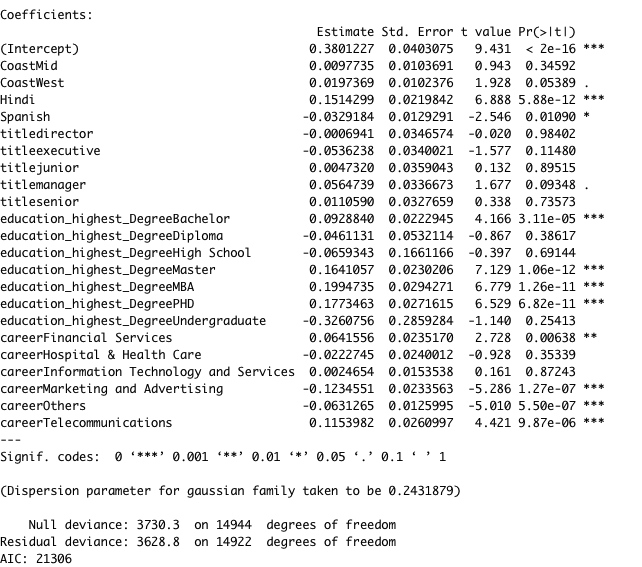 Coefficients:
Estimate Std. Error t value Pr(>|t|)
(Intercept) 0.3801227 0.0403075 9.431 < 2e-16 ***
CoastMid 0.0097735 0.0103691 0.943 0.34592
CoastWest 0.0197369 0.0102376 1.928 0.05389 .
Hindi 0.1514299 0.0219842 6.888 5.88e-12 ***
Spanish -0.0329184 0.0129291 -2.546 0.01090 *
titledirector -0.0006941 0.0346574 -0.020 0.98402
titleexecutive -0.0536238 0.0340021 -1.577 0.11480
titlejunior 0.0047320 0.0359043 0.132 0.89515
titlemanager 0.0564739 0.0336673 1.677 0.09348 .
titlesenior 0.0110590 0.0327659 0.338 0.73573
education_highest_DegreeBachelor 0.0928840 0.0222945 4.166 3.11e-05 ***
education_highest_DegreeDiploma -0.0461131 0.0532114 -0.867 0.38617
education_highest_DegreeHigh School -0.0659343 0.1661166 -0.397 0.69144
education_highest_DegreeMaster 0.1641057 0.0230206 7.129 1.06e-12 ***
education_highest_DegreeMBA 0.1994735 0.0294271 6.779 1.26e-11 ***
education_highest_DegreePHD 0.1773463 0.0271615 6.529 6.82e-11 ***
education_highest_DegreeUndergraduate -0.3260756 0.2859284 -1.140 0.25413
careerFinancial Services 0.0641556 0.0235170 2.728 0.00638 **
careerHospital & Health Care -0.0222745 0.0240012 -0.928 0.35339
careerInformation Technology and Services 0.0024654 0.0153538 0.161 0.87243
careerMarketing and Advertising -0.1234551 0.0233563 -5.286 1.27e-07 ***
careerOthers -0.0631265 0.0125995 -5.010 5.50e-07 ***
careerTelecommunications 0.1153982 0.0260997 4.421 9.87e-06 ***
---
Signif. codes: 0 ‘***’ 0.001 ‘**’ 0.01 ‘*’ 0.05 ‘.’ 0.1 ‘ ’ 1
(Dispersion parameter for gaussian family taken to be 0.2431879)
Null deviance: 3730.3 on 14944 degrees of freedom
Residual deviance: 3628.8 on 14922 degrees of freedom
AIC: 21306